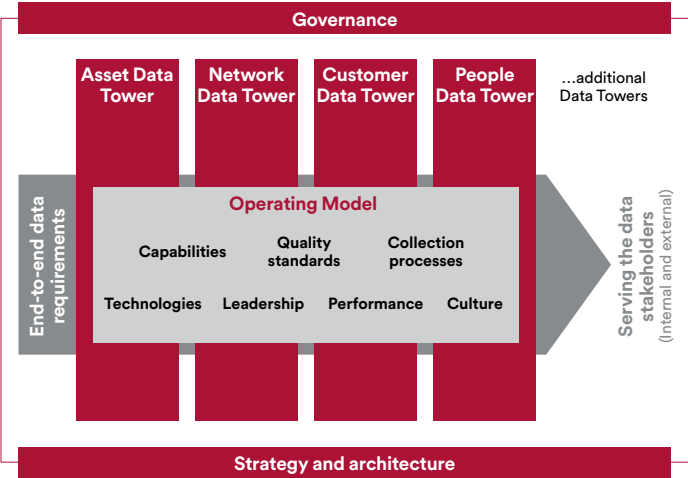 Governance
Asset Data
Tower
Network
Data Tower
Customer
Data Tower
People
Data Tower
...additional
Data Towers
End-to-end data
requirements
Operating Model
Capabilities
Quality
standards
Collection
processes
Technologies
Leadership
Performance
Culture
Serving the data
stakeholders
(Internal and external)
Strategy and architecture